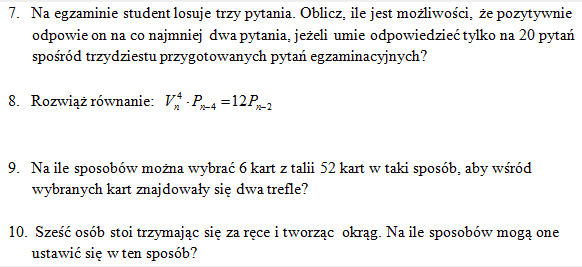 7. Na egzaminie student losuje trzy pytania. Oblicz, ile jest możliwości, że pozytywnie
odpowie on na co najmniej dwa pytania, jeżeli umie odpowiedzieć tylko na 20 pytań
spośród trzydziestu przygotowanych pytań egzaminacyjnych?
8. Rozwiąż równanie: $V_n^4 \cdot P_{n-4} = 12P_{n-2}$
9. Na ile sposobów można wybrać 6 kart z talii 52 kart w taki sposób, aby wśród
wybranych kart znajdowały się dwa trefle?
10. Sześć osób stoi trzymając się za ręce i tworząc okrąg. Na ile sposobów mogą one
ustawić się w ten sposób?